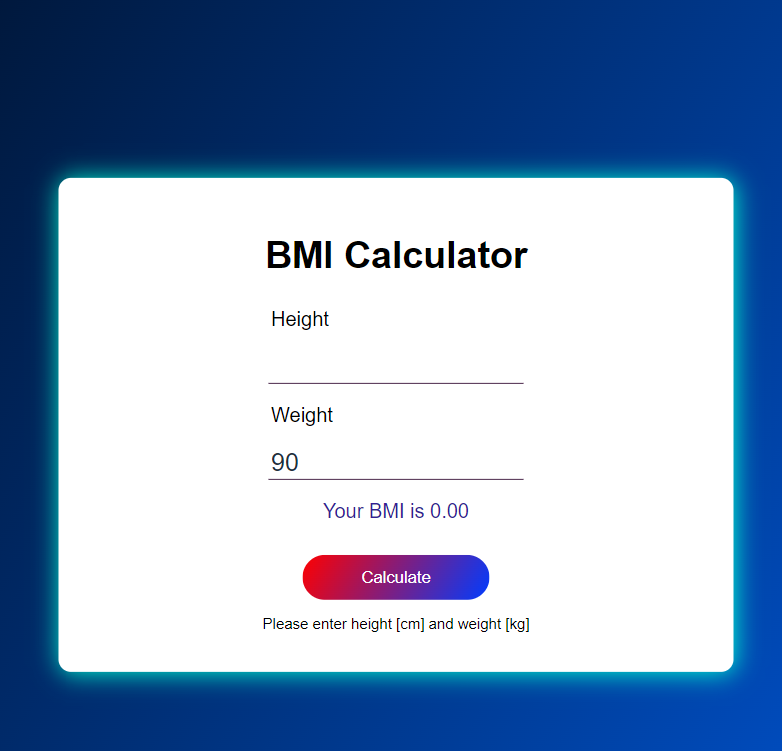 BMI Calculator
Height
Weight
90
Your BMI is 0.00
Calculate
Please enter height [cm] and weight [kg]